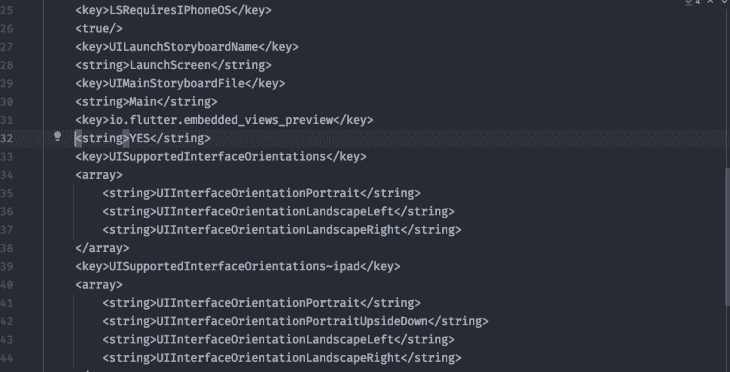 4
25 <key>LSRequiresIPhoneOS</key>
26 <true/>
27 <key>UILaunchStoryboardName</key>
28 <string>LaunchScreen</string>
29 <key>UIMainStoryboardFile</key>
30 <string>Main</string>
31 <key>io.flutter.embedded_views_preview</key>
32 <string>YES</string>
33 <key>UISupportedInterfaceOrientations</key>
34 <array>
35 <string>UIInterfaceOrientationPortrait</string>
36 <string>UIInterfaceOrientationLandscapeLeft</string>
37 <string>UIInterfaceOrientationLandscapeRight</string>
38 </array>
39 <key>UISupportedInterfaceOrientations~ipad</key>
40 <array>
41 <string>UIInterfaceOrientationPortrait</string>
42 <string>UIInterfaceOrientationPortraitUpsideDown</string>
43 <string>UIInterfaceOrientationLandscapeLeft</string>
44 <string>UIInterfaceOrientationLandscapeRight</string>